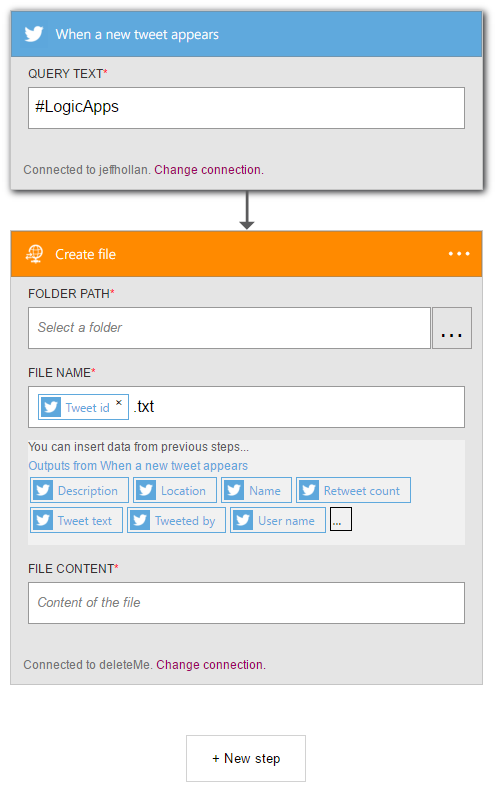 When a new tweet appears
QUERY TEXT*
#LogicApps
Connected to jeffhollan. Change connection.
Create file ...
FOLDER PATH*
Select a folder ...
FILE NAME*
Tweet id × .txt
You can insert data from previous steps...
Outputs from When a new tweet appears
Description Location Name Retweet count
Tweet text Tweeted by User name ...
FILE CONTENT*
Content of the file
Connected to deleteMe. Change connection.
+ New step